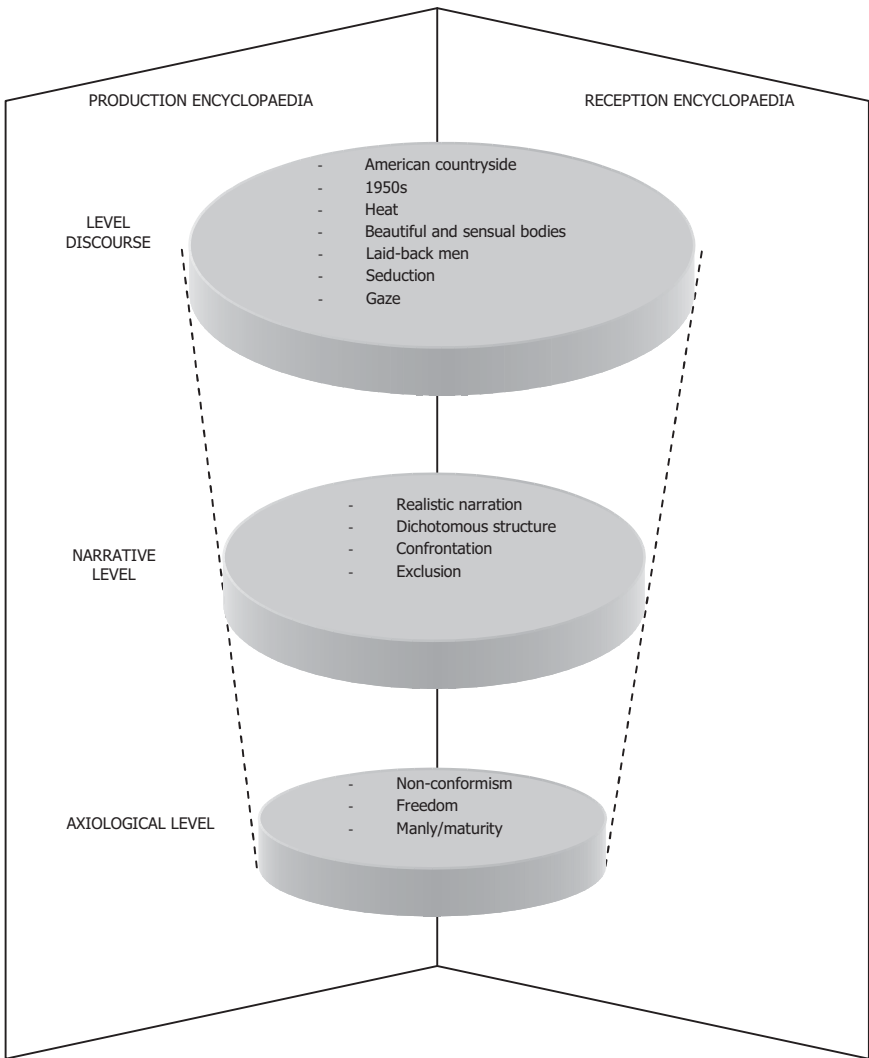 PRODUCTION ENCYCLOPAEDIA
RECEPTION ENCYCLOPAEDIA
LEVEL
DISCOURSE
- American countryside
- 1950s
- Heat
- Beautiful and sensual bodies
- Laid-back men
- Seduction
- Gaze
NARRATIVE
LEVEL
- Realistic narration
- Dichotomous structure
- Confrontation
- Exclusion
AXIOLOGICAL LEVEL
- Non-conformism
- Freedom
- Manly/maturity